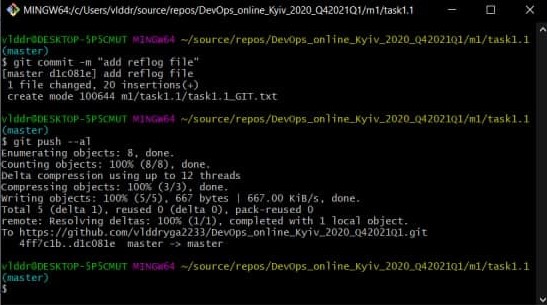 MINGW64:/c/Users/vlddr/source/repos/DevOps_online_Kyiv_2020_Q42021Q1/m1/task1.1
vlddr@DESKTOP-5P5CMUT MINGW64 ~/source/repos/DevOps_online_Kyiv_2020_Q42021Q1/m1/task1.1
(master)
$ git commit -m "add reflog file"
[master d1c081e] add reflog file
1 file changed, 20 insertions(+)
create mode 100644 m1/task1.1/task1.1_GIT.txt
vlddr@DESKTOP-5P5CMUT MINGW64 ~/source/repos/DevOps_online_Kyiv_2020_Q42021Q1/m1/task1.1
(master)
$ git push --al
Enumerating objects: 8, done.
Counting objects: 100% (8/8), done.
Delta compression using up to 12 threads
Compressing objects: 100% (3/3), done.
Writing objects: 100% (5/5), 667 bytes | 667.00 KiB/s, done.
Total 5 (delta 1), reused 0 (delta 0), pack-reused 0
remote: Resolving deltas: 100% (1/1), completed with 1 local object.
To https://github.com/vlddryga2233/DevOps_online_Kyiv_2020_Q42021Q1.git
4ff7c1b..d1c081e master -> master
vlddr@DESKTOP-5P5CMUT MINGW64 ~/source/repos/DevOps_online_Kyiv_2020_Q42021Q1/m1/task1.1
(master)
$